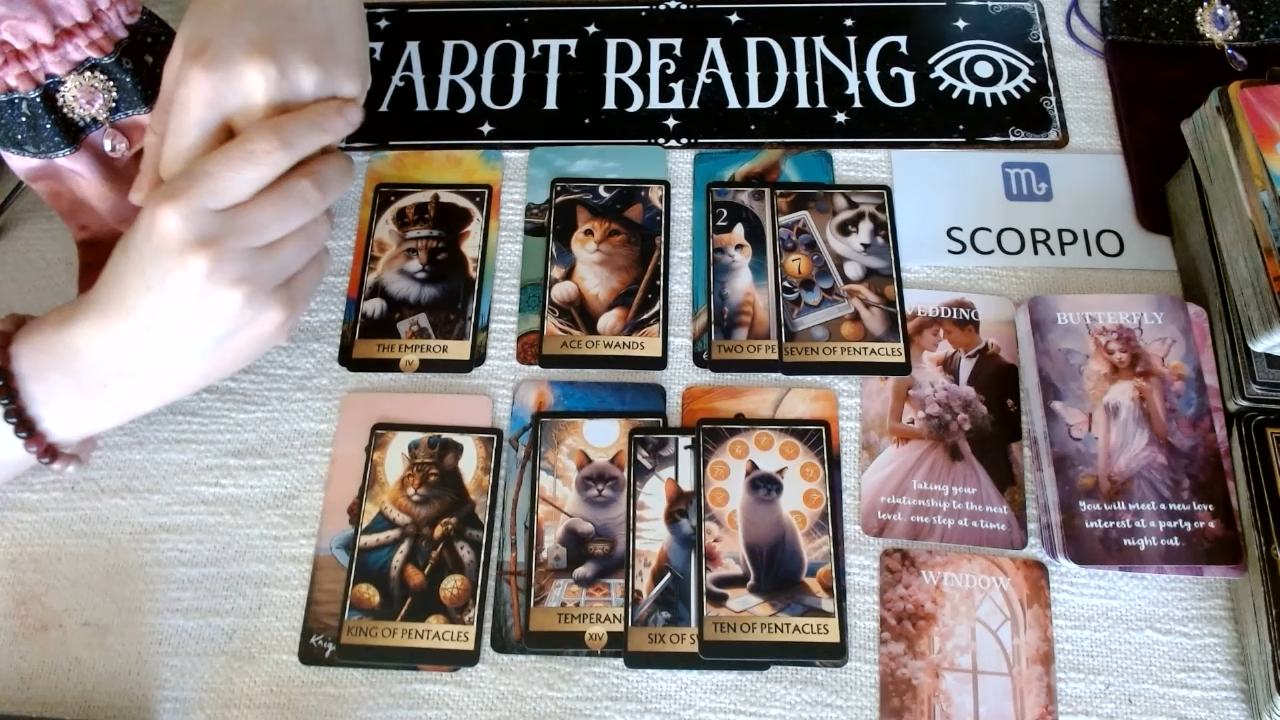 TAROT READING
SCORPIO
THE EMPEROR
IV
ACE OF WANDS
2
TWO OF PE
7
SEVEN OF PENTACLES
WEDDING
Taking your
relationship to the next
level, one step at a time.
BUTTERFLY
You will meet a new love
interest at a party or a
night out.
KING OF PENTACLES
TEMPERAN
XIV
SIX OF S
TEN OF PENTACLES
WINDOW